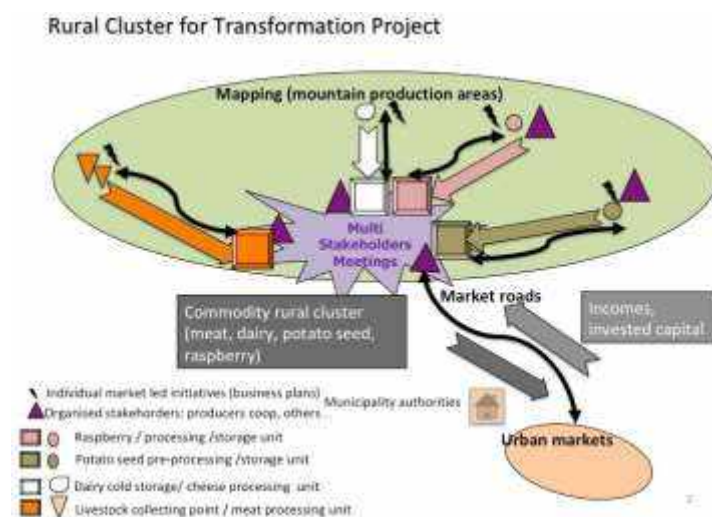 Rural Cluster for Transformation Project
Mapping (mountain production areas)
Multi
Stakeholders
Meetings
Market roads
Commodity rural cluster
(meat, dairy, potato seed,
raspberry)
Incomes,
invested capital
Individual market led initiatives (business plans)
Organised stakehorders: producers coop, others
Municipality authorities
Raspberry / processing /storage unit
Potato seed pre-processing /storage unit
Dairy cold storage/ cheese processing unit
Livestock collecting point / meat processing unit
Urban markets